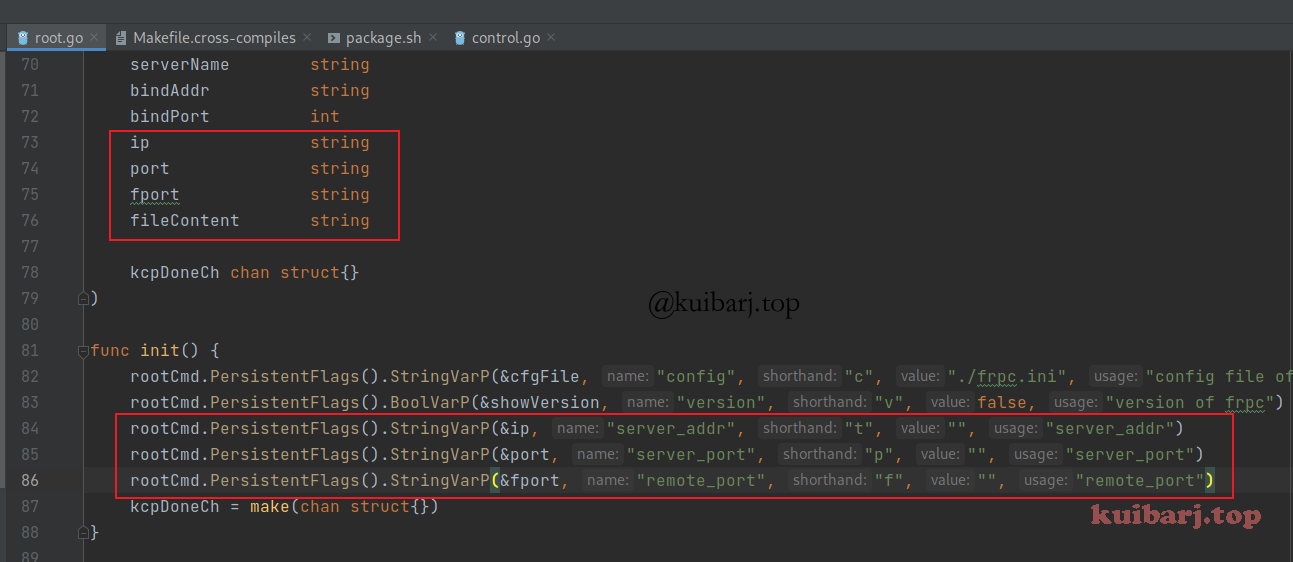 root.go × Makefile.cross-compiles × package.sh × control.go ×
70 serverName string
71 bindAddr string
72 bindPort int
73 ip string
74 port string
75 fport string
76 fileContent string
77
78 kcpDoneCh chan struct{}
79 )
@kuibarj.top
80
81 func init() {
82 rootCmd.PersistentFlags().StringVarP(&cfgFile, name: "config", shorthand: "c", value: "./frpc.ini", usage: "config file of
83 rootCmd.PersistentFlags().BoolVarP(&showVersion, name: "version", shorthand: "v", value: false, usage: "version of frpc")
84 rootCmd.PersistentFlags().StringVarP(&ip, name: "server_addr", shorthand: "t", value: "", usage: "server_addr")
85 rootCmd.PersistentFlags().StringVarP(&port, name: "server_port", shorthand: "p", value: "", usage: "server_port")
86 rootCmd.PersistentFlags().StringVarP(&fport, name: "remote_port", shorthand: "f", value: "", usage: "remote_port")
87 kcpDoneCh = make(chan struct{})
kuibarj.top
88 }
89